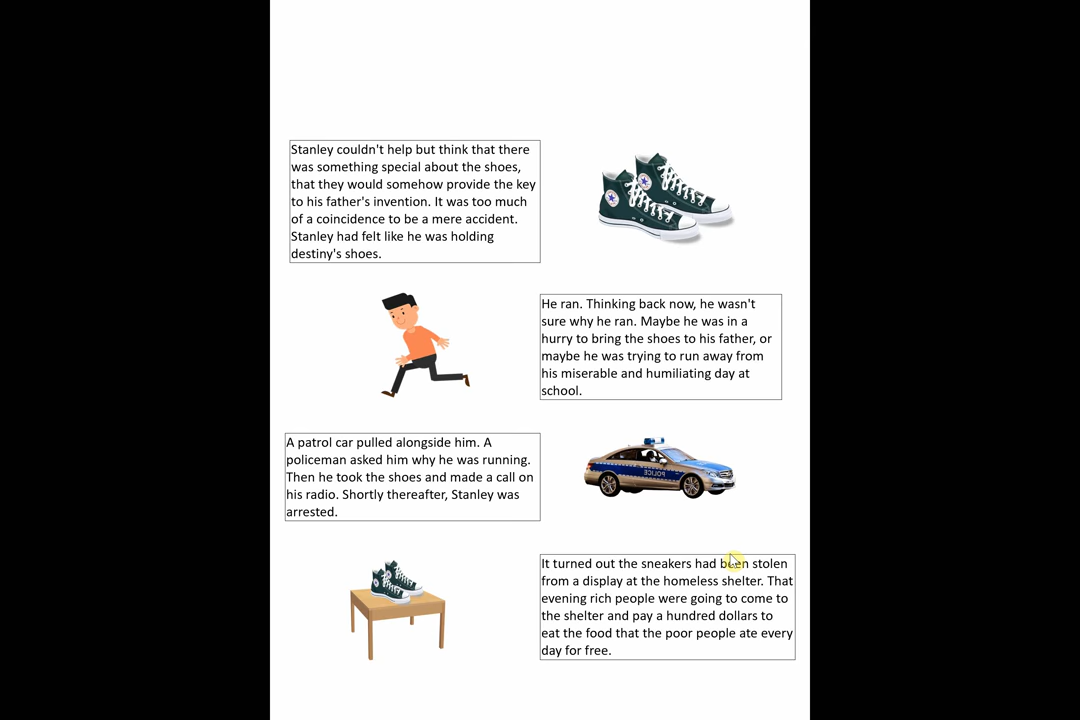 Stanley couldn't help but think that there
was something special about the shoes,
that they would somehow provide the key
to his father's invention. It was too much
of a coincidence to be a mere accident.
Stanley had felt like he was holding
destiny's shoes.
He ran. Thinking back now, he wasn't
sure why he ran. Maybe he was in a
hurry to bring the shoes to his father, or
maybe he was trying to run away from
his miserable and humiliating day at
school.
A patrol car pulled alongside him. A
policeman asked him why he was running.
Then he took the shoes and made a call on
his radio. Shortly thereafter, Stanley was
arrested.
POLICE
It turned out the sneakers had been stolen
from a display at the homeless shelter. That
evening rich people were going to come to
the shelter and pay a hundred dollars to
eat the food that the poor people ate every
day for free.